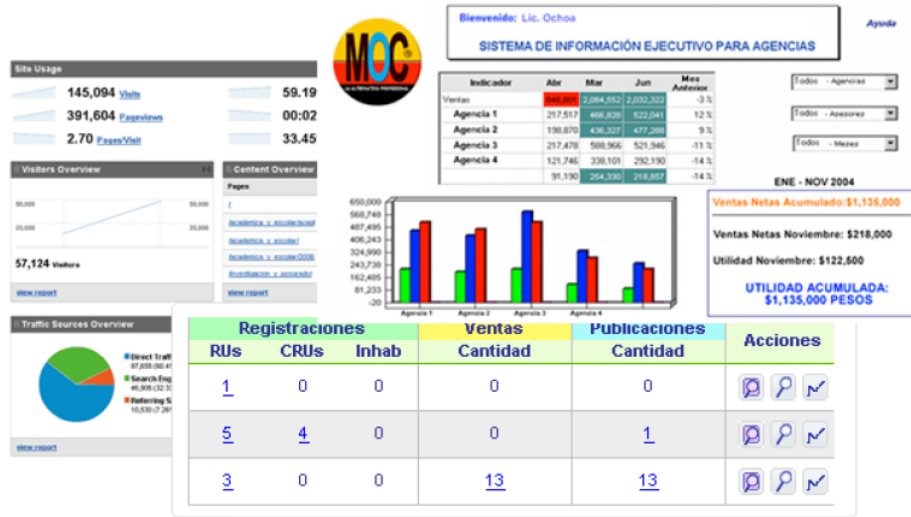 Site Usage
145,094 Visits
59.19
391,604 Pageviews
00:02
2.70 Pages/Visit
33.45
Visitors Overview
Content Overview
Pages
50,000
50,000
25,000
25,000
/
57,124 Visitors
view report
view report
Traffic Sources Overview
Direct Traff
Search Eng
Referring S
view report
MOC
LA ALTERNATIVA PROFESIONAL
Bienvenido: Lic. Ochoa
Ayuda
SISTEMA DE INFORMACIÓN EJECUTIVO PARA AGENCIAS
Indicador Abr Mar Jun Mes Anterior
Ventas 2,084,552 2,032,322 -3 %
Agencia 1 217,517 466,828 522,041 12 %
Agencia 2 198,870 436,327 477,288 9 %
Agencia 3 217,478 588,966 521,946 -11 %
Agencia 4 121,746 338,101 292,190 -14 %
91,190 254,330 218,857 -14 %
Todos - Agencias
Todos - Asesores
Todos - Meses
ENE - NOV 2004
Ventas Netas Acumulado:$1,135,000
Ventas Netas Noviembre: $218,000
Utilidad Noviembre: $122,500
UTILIDAD ACUMULADA:
$1,135,000 PESOS
650,000
568,748
487,495
406,243
324,990
243,738
162,485
81,233
-20
Agencia 1 Agencia 2 Agencia 3 Agencia 4
Registraciones Ventas Publicaciones Acciones
RUs CRUs Inhab Cantidad Cantidad
1 0 0 0 0
5 4 0 0 1
3 0 0 13 13